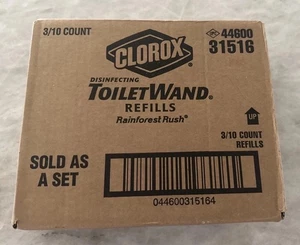 3/10 COUNT
44600
31516
CLOROX
DISINFECTING
TOILETWAND®
REFILLS
Rainforest Rush®
UP
3/10 COUNT
REFILLS
SOLD AS
A SET
044600315164